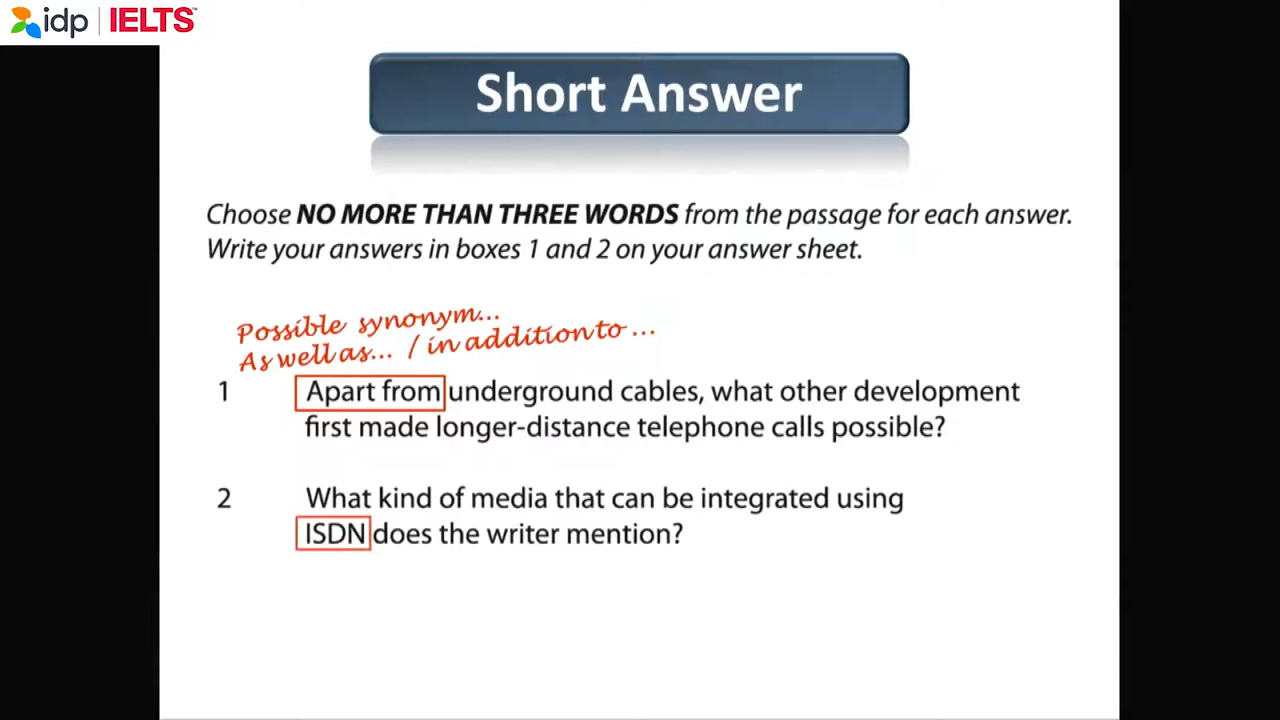 idp | IELTS™
Short Answer
Choose NO MORE THAN THREE WORDS from the passage for each answer.
Write your answers in boxes 1 and 2 on your answer sheet.
Possible synonym...
As well as... / in addition to ...
1 Apart from underground cables, what other development
first made longer-distance telephone calls possible?
2 What kind of media that can be integrated using
ISDN does the writer mention?